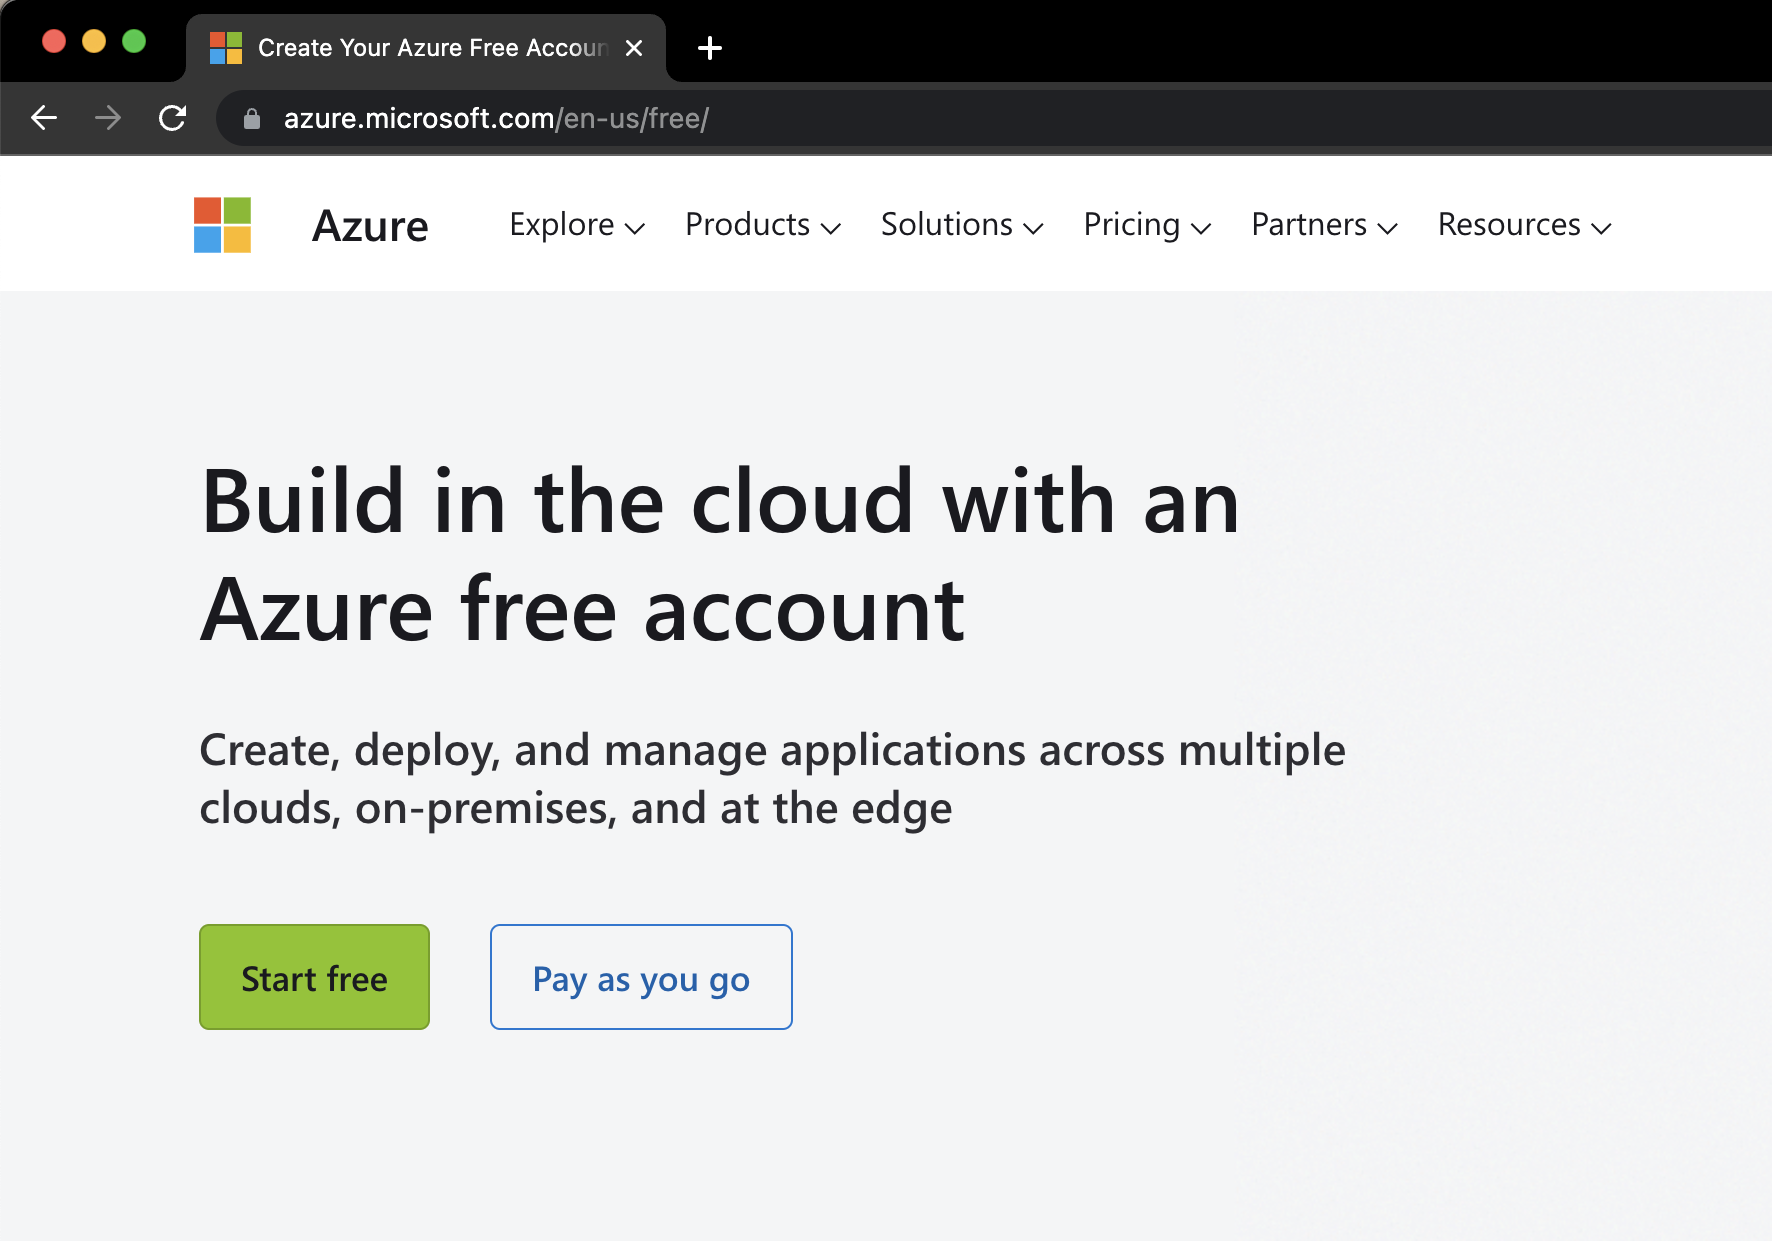 Create Your Azure Free Accoun
azure.microsoft.com/en-us/free/
Azure Explore Products Solutions Pricing Partners Resources
Build in the cloud with an
Azure free account
Create, deploy, and manage applications across multiple
clouds, on-premises, and at the edge
Start free Pay as you go